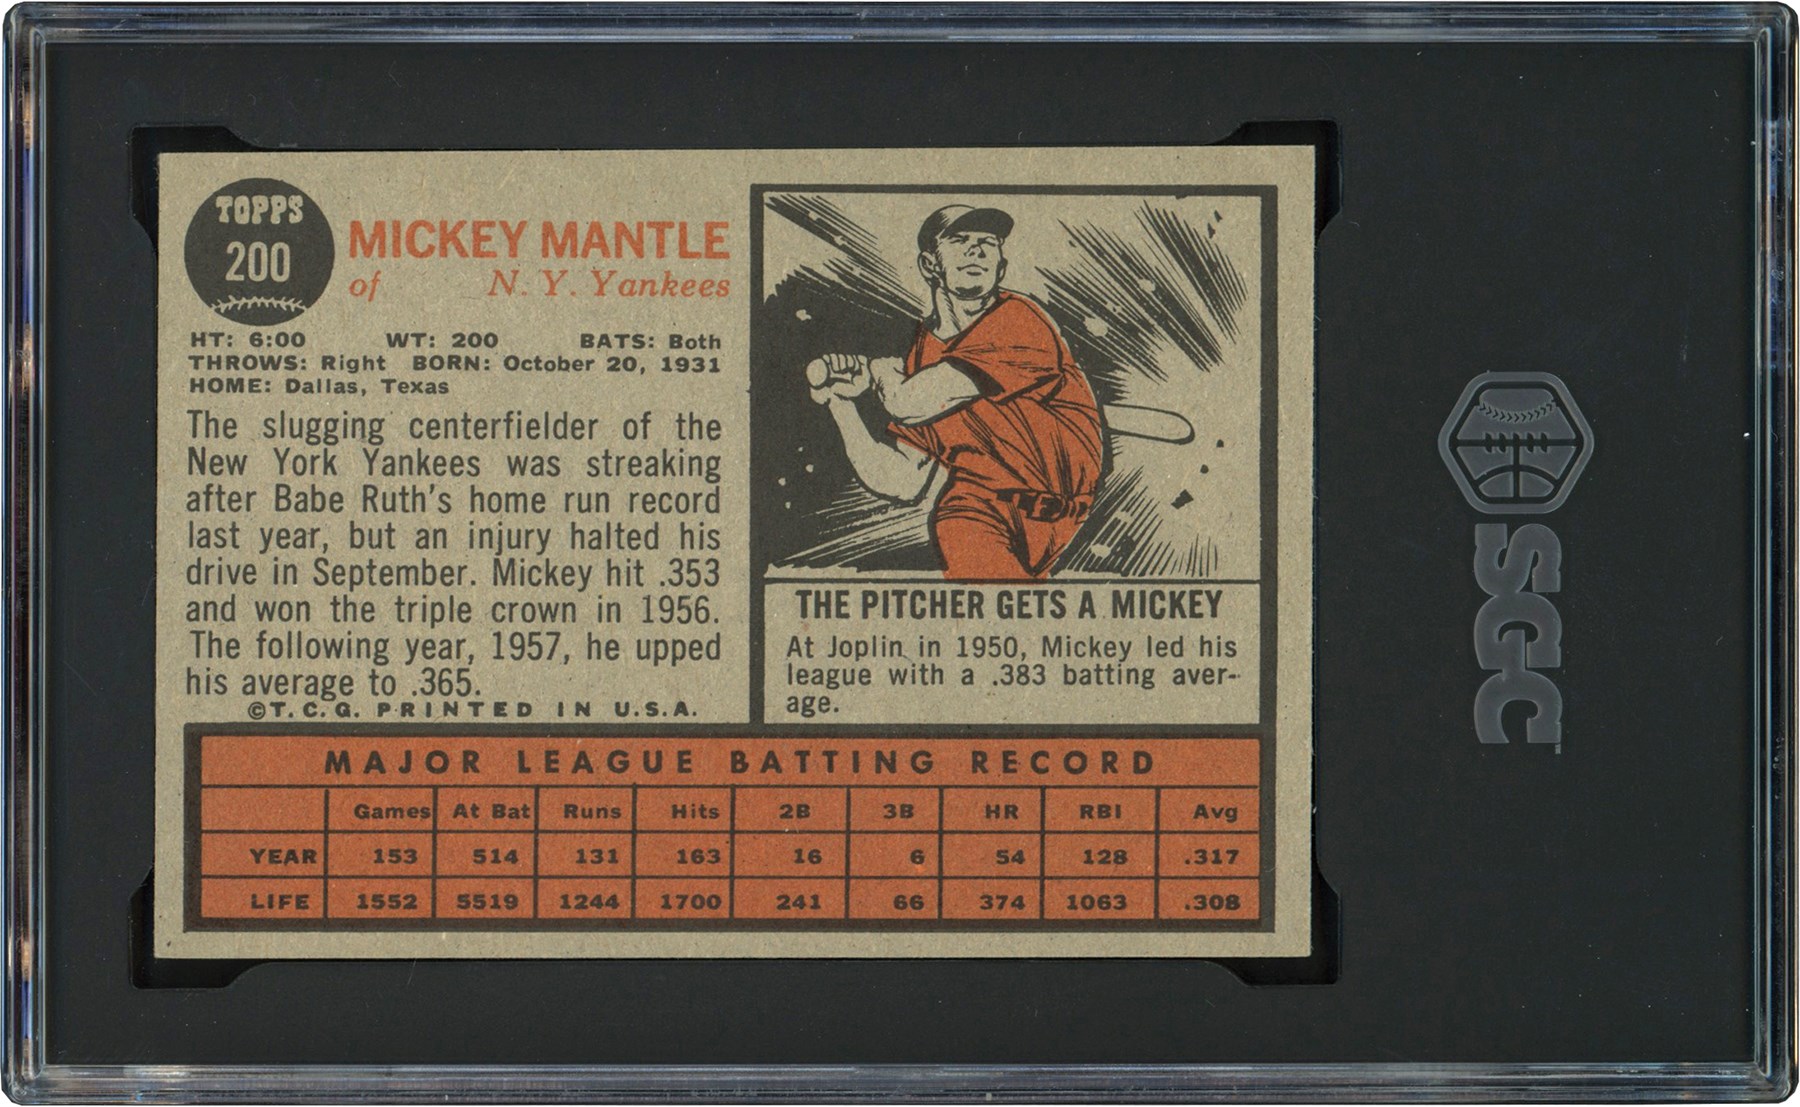 TOPPS
200
MICKEY MANTLE
of N. Y. Yankees
HT: 6:00 WT: 200 BATS: Both
THROWS: Right BORN: October 20, 1931
HOME: Dallas, Texas
The slugging centerfielder of the
New York Yankees was streaking
after Babe Ruth's home run record
last year, but an injury halted his
drive in September. Mickey hit .353
and won the triple crown in 1956.
The following year, 1957, he upped
his average to .365.
©T. C. G. PRINTED IN U.S.A.
THE PITCHER GETS A MICKEY
At Joplin in 1950, Mickey led his
league with a .383 batting aver-
age.
MAJOR LEAGUE BATTING RECORD
Games At Bat Runs Hits 2B 3B HR RBI Avg
YEAR 153 514 131 163 16 6 54 128 .317
LIFE 1552 5519 1244 1700 241 66 374 1063 .308
SGC